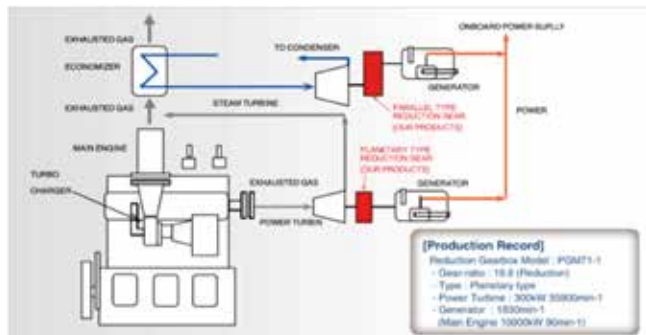 EXHAUSTED GAS
ONBOARD POWER SUPLLY
TO CONDENSER
ECONOMIZER
GENERATOR
EXHAUSTED GAS
STEAM TURBINE
PARALLEL TYPE
REDUCTION GEAR
(OUR PRODUCTS)
POWER
MAIN ENGINE
PLANETARY TYPE
REDUCTION GEAR
(OUR PRODUCTS)
TURBO
CHARGER
EXHAUSTED GAS
GENERATOR
POWER TURBIN
[Production Record]
Reduction Gearbox Model : PGM71-1
- Gear ratio : 19.8 (Reduction)
- Type : Planetary type
- Power Turbine : 300kW
- Generator : 1800min-1
(Main Engine 10000kW 90min-1)